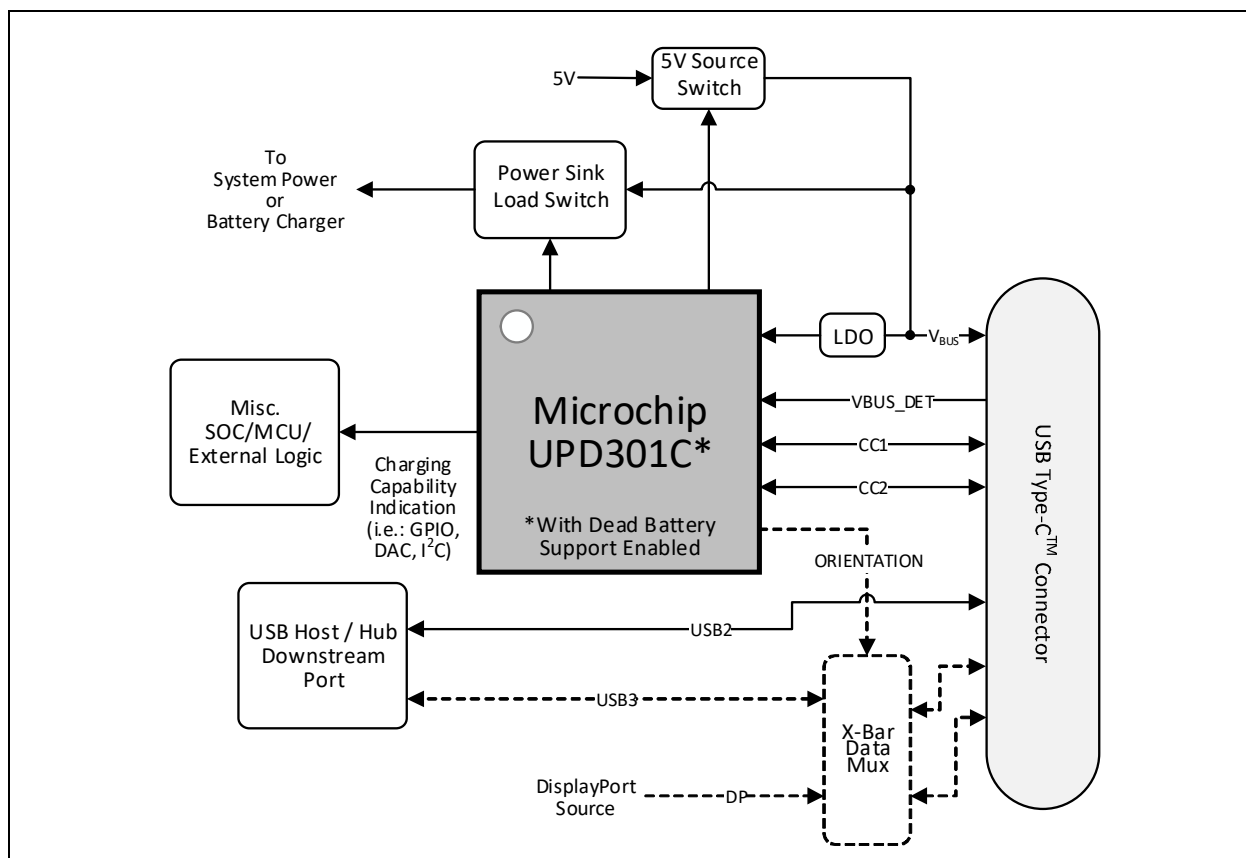 5V
5V Source
Switch
To
System Power
or
Battery Charger
Power Sink
Load Switch
LDO
VBUS
Misc.
SOC/MCU/
External Logic
Charging
Capability
Indication
(i.e.: GPIO,
DAC, I²C)
Microchip
UPD301C*
*With Dead Battery
Support Enabled
VBUS_DET
CC1
CC2
ORIENTATION
USB Type-C™ Connector
USB Host / Hub
Downstream
Port
USB2
USB3
X-Bar
Data
Mux
DisplayPort
Source
DP